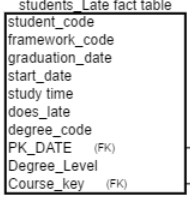 students_Late fact table
student_code
framework_code
graduation_date
start_date
study time
does_late
degree_code
PK_DATE (FK)
Degree_Level
Course_key (FK)